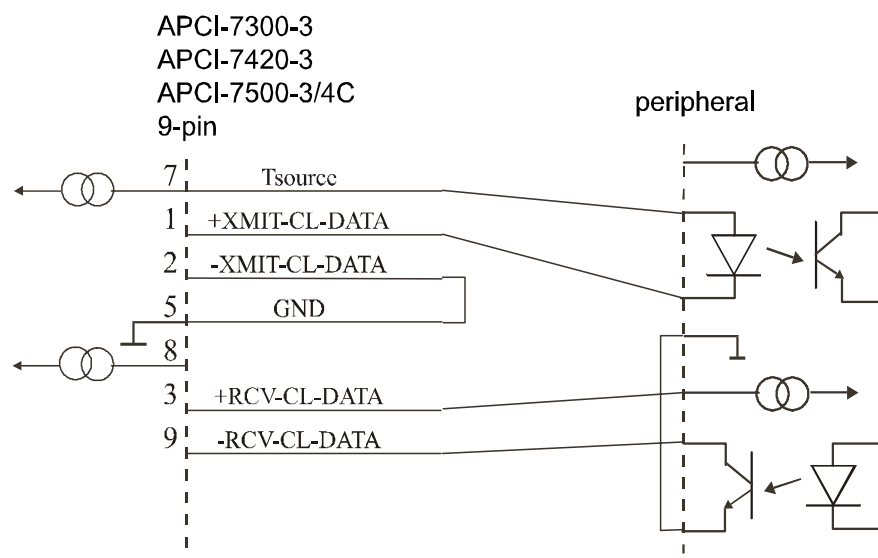 APCI-7300-3
APCI-7420-3
APCI-7500-3/4C
9-pin
peripheral
7 Tsource
1 +XMIT-CL-DATA
2 -XMIT-CL-DATA
5 GND
8
3 +RCV-CL-DATA
9 -RCV-CL-DATA